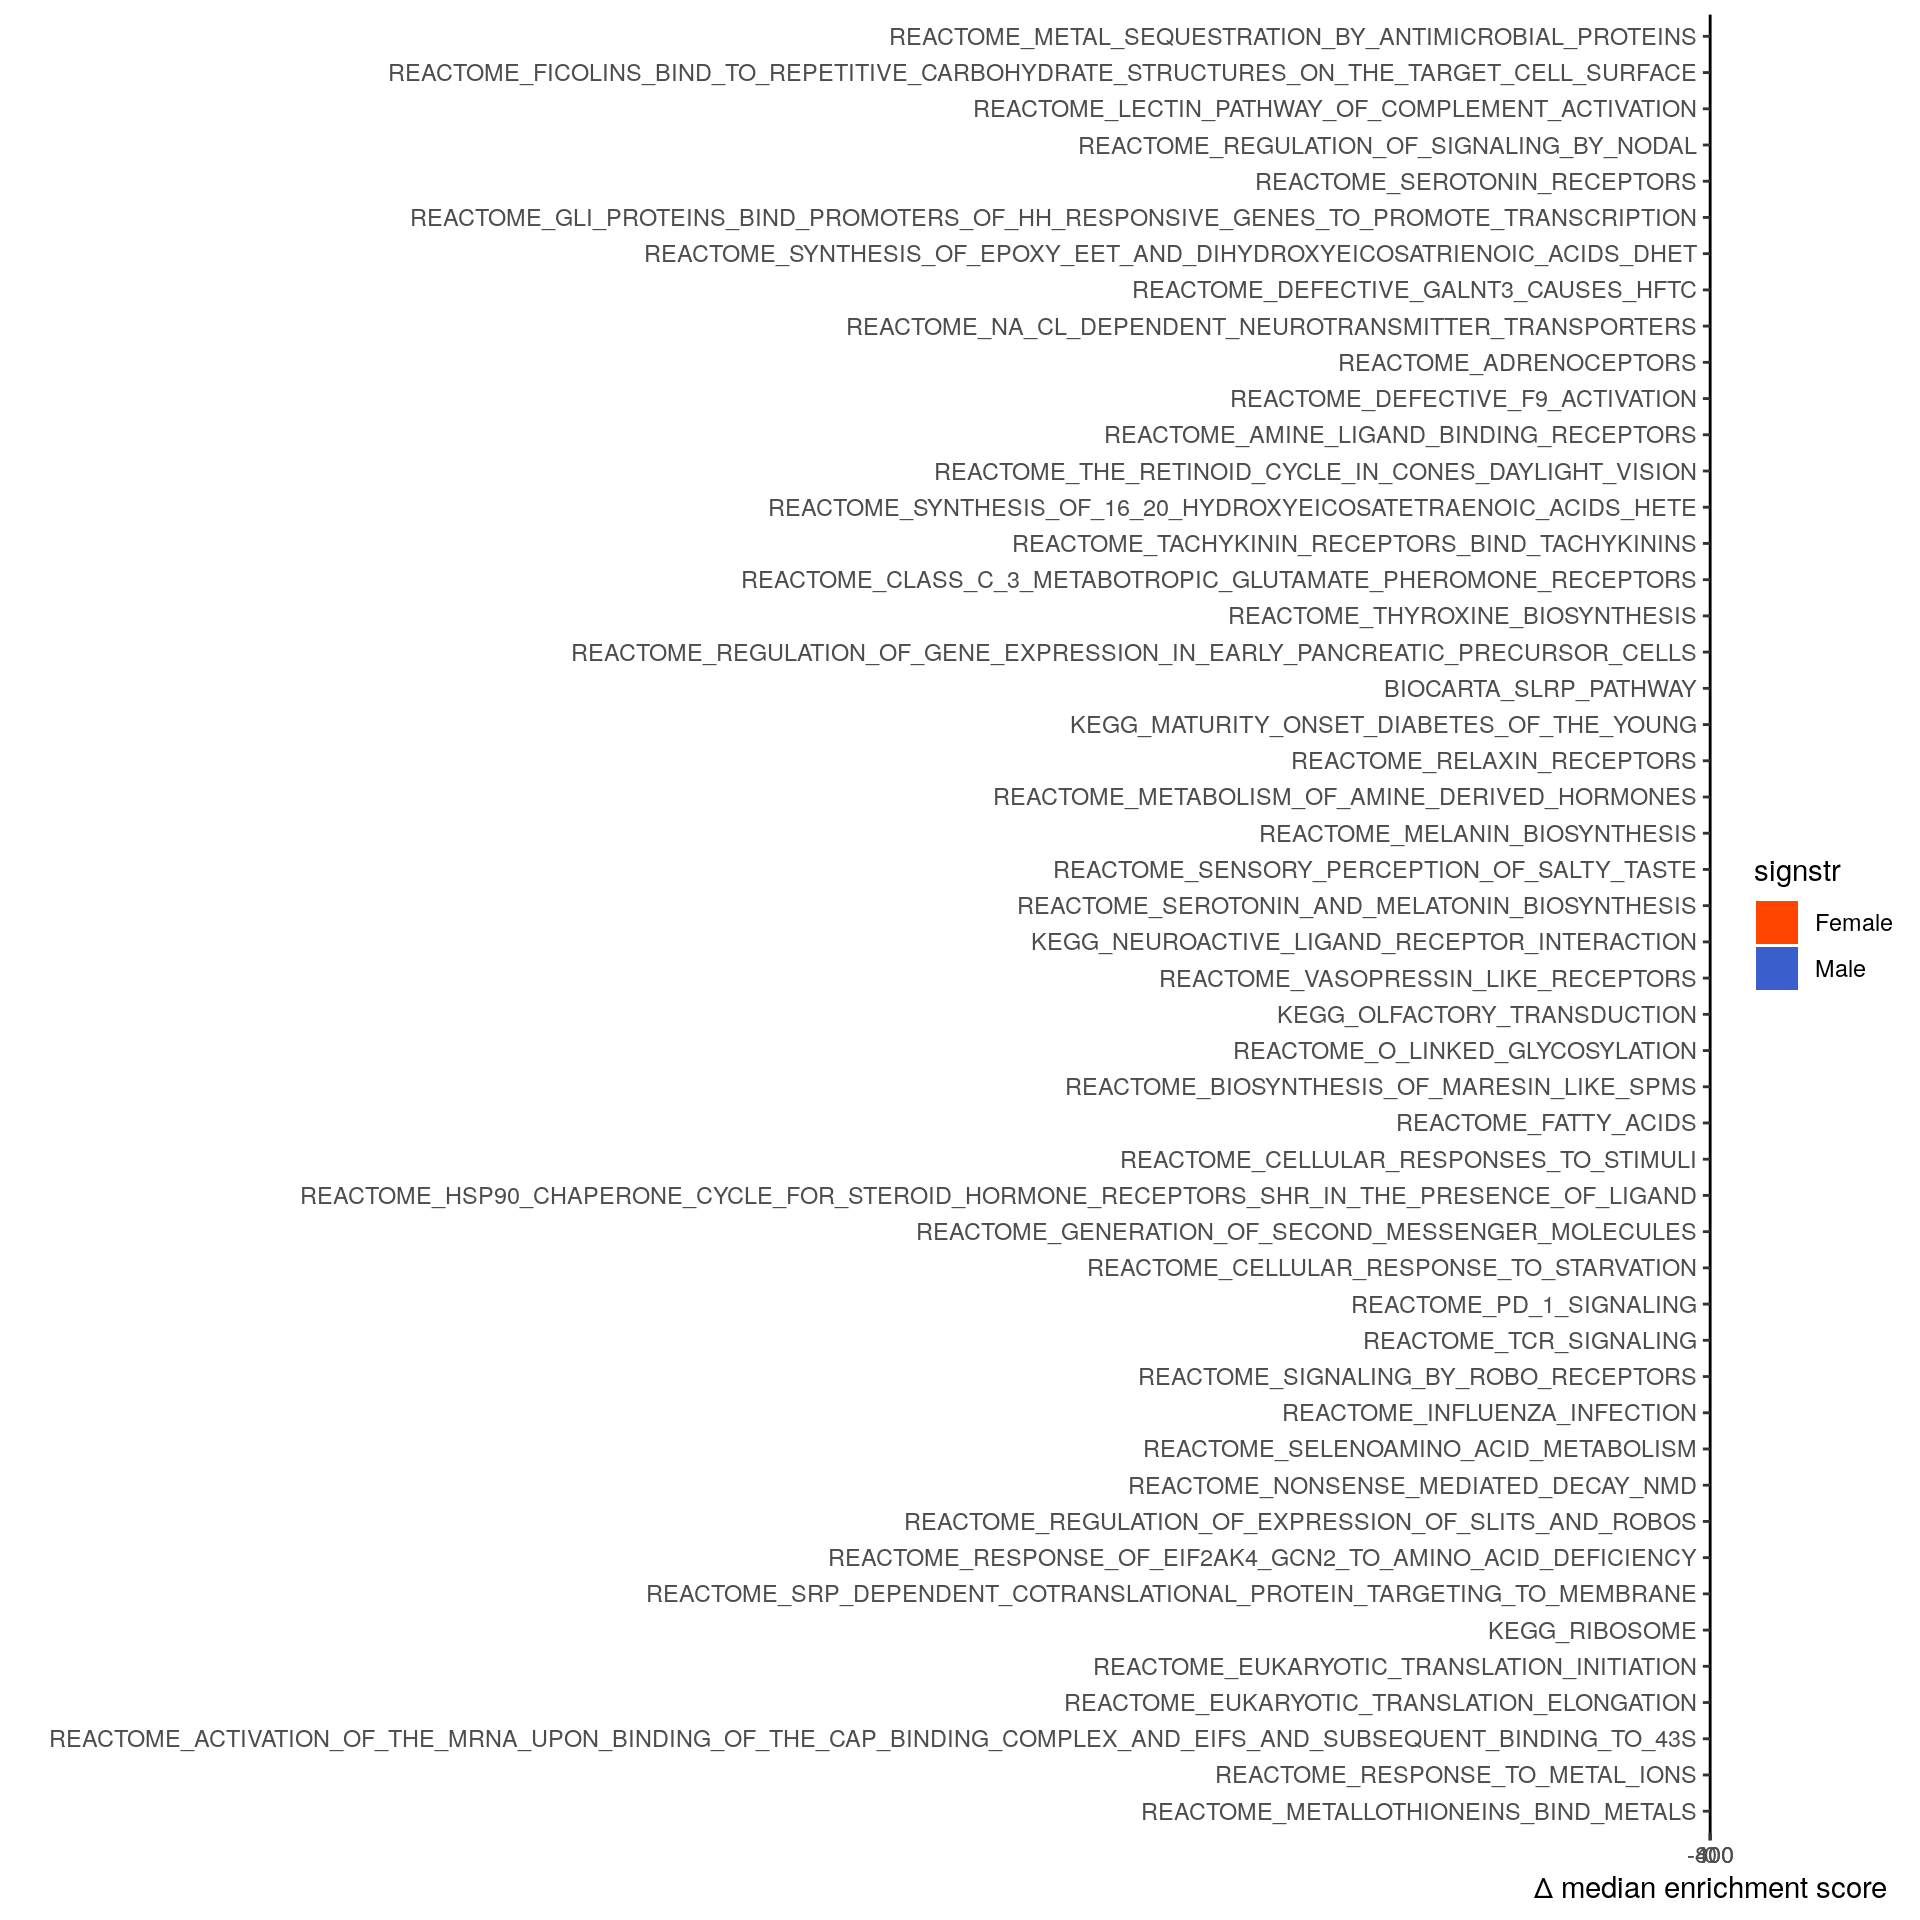 REACTOME_METAL_SEQUESTRATION_BY_ANTIMICROBIAL_PROTEINS
REACTOME_FICOLINS_BIND_TO_REPETITIVE_CARBOHYDRATE_STRUCTURES_ON_THE_TARGET_CELL_SURFACE
REACTOME_LECTIN_PATHWAY_OF_COMPLEMENT_ACTIVATION
REACTOME_REGULATION_OF_SIGNALING_BY_NODAL
REACTOME_SEROTONIN_RECEPTORS
REACTOME_GLI_PROTEINS_BIND_PROMOTERS_OF_HH_RESPONSIVE_GENES_TO_PROMOTE_TRANSCRIPTION
REACTOME_SYNTHESIS_OF_EPOXY_EET_AND_DIHYDROXYEICOSATRIENOIC_ACIDS_DHET
REACTOME_DEFECTIVE_GALNT3_CAUSES_HFTC
REACTOME_NA_CL_DEPENDENT_NEUROTRANSMITTER_TRANSPORTERS
REACTOME_ADRENOCEPTORS
REACTOME_DEFECTIVE_F9_ACTIVATION
REACTOME_AMINE_LIGAND_BINDING_RECEPTORS
REACTOME_THE_RETINOID_CYCLE_IN_CONES_DAYLIGHT_VISION
REACTOME_SYNTHESIS_OF_16_20_HYDROXYEICOSATETRAENOIC_ACIDS_HETE
REACTOME_TACHYKININ_RECEPTORS_BIND_TACHYKININS
REACTOME_CLASS_C_3_METABOTROPIC_GLUTAMATE_PHEROMONE_RECEPTORS
REACTOME_THYROXINE_BIOSYNTHESIS
REACTOME_REGULATION_OF_GENE_EXPRESSION_IN_EARLY_PANCREATIC_PRECURSOR_CELLS
BIOCARTA_SLRP_PATHWAY
KEGG_MATURITY_ONSET_DIABETES_OF_THE_YOUNG
REACTOME_RELAXIN_RECEPTORS
REACTOME_METABOLISM_OF_AMINE_DERIVED_HORMONES
REACTOME_MELANIN_BIOSYNTHESIS
REACTOME_SENSORY_PERCEPTION_OF_SALTY_TASTE
REACTOME_SEROTONIN_AND_MELATONIN_BIOSYNTHESIS
KEGG_NEUROACTIVE_LIGAND_RECEPTOR_INTERACTION
REACTOME_VASOPRESSIN_LIKE_RECEPTORS
KEGG_OLFACTORY_TRANSDUCTION
REACTOME_O_LINKED_GLYCOSYLATION
REACTOME_BIOSYNTHESIS_OF_MARESIN_LIKE_SPMS
REACTOME_FATTY_ACIDS
REACTOME_CELLULAR_RESPONSES_TO_STIMULI
REACTOME_HSP90_CHAPERONE_CYCLE_FOR_STEROID_HORMONE_RECEPTORS_SHR_IN_THE_PRESENCE_OF_LIGAND
REACTOME_GENERATION_OF_SECOND_MESSENGER_MOLECULES
REACTOME_CELLULAR_RESPONSE_TO_STARVATION
REACTOME_PD_1_SIGNALING
REACTOME_TCR_SIGNALING
REACTOME_SIGNALING_BY_ROBO_RECEPTORS
REACTOME_INFLUENZA_INFECTION
REACTOME_SELENOAMINO_ACID_METABOLISM
REACTOME_NONSENSE_MEDIATED_DECAY_NMD
REACTOME_REGULATION_OF_EXPRESSION_OF_SLITS_AND_ROBOS
REACTOME_RESPONSE_OF_EIF2AK4_GCN2_TO_AMINO_ACID_DEFICIENCY
REACTOME_SRP_DEPENDENT_COTRANSLATIONAL_PROTEIN_TARGETING_TO_MEMBRANE
KEGG_RIBOSOME
REACTOME_EUKARYOTIC_TRANSLATION_INITIATION
REACTOME_EUKARYOTIC_TRANSLATION_ELONGATION
REACTOME_ACTIVATION_OF_THE_MRNA_UPON_BINDING_OF_THE_CAP_BINDING_COMPLEX_AND_EIFS_AND_SUBSEQUENT_BINDING_TO_43S
REACTOME_RESPONSE_TO_METAL_IONS
REACTOME_METALLOTHIONEINS_BIND_METALS
Δ median enrichment score
signstr
Female
Male